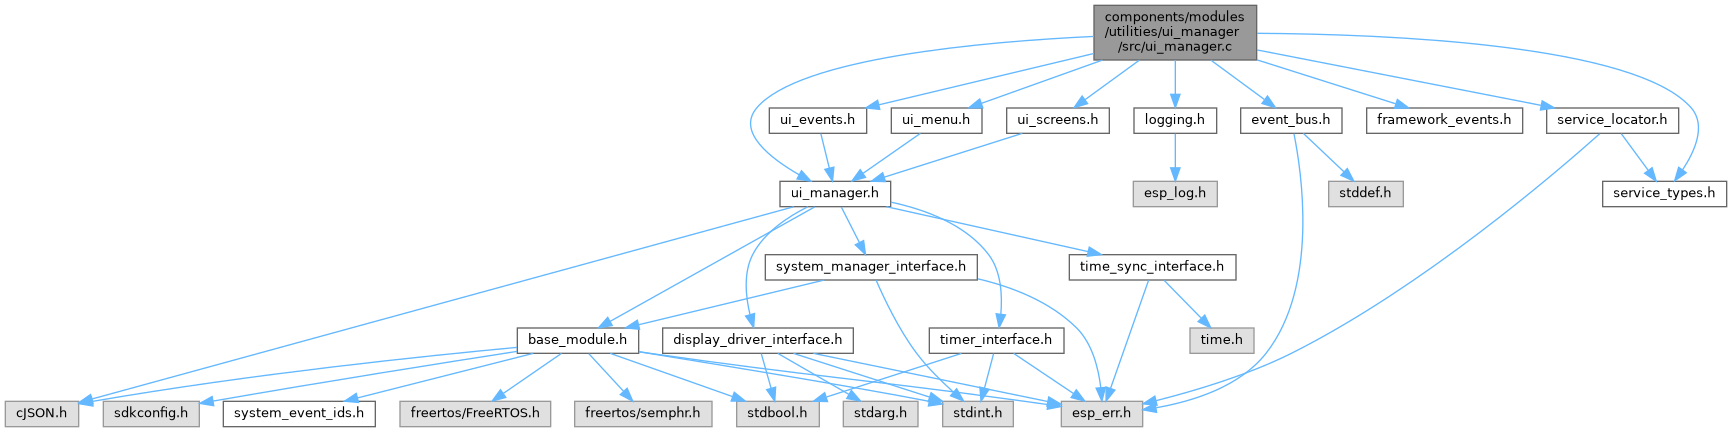 components/modules
/utilities/ui_manager
/src/ui_manager.c
ui_events.h
ui_menu.h
ui_screens.h
logging.h
event_bus.h
framework_events.h
service_locator.h
ui_manager.h
esp_log.h
stddef.h
service_types.h
system_manager_interface.h
time_sync_interface.h
base_module.h
display_driver_interface.h
timer_interface.h
time.h
cJSON.h
sdkconfig.h
system_event_ids.h
freertos/FreeRTOS.h
freertos/semphr.h
stdbool.h
stdarg.h
stdint.h
esp_err.h